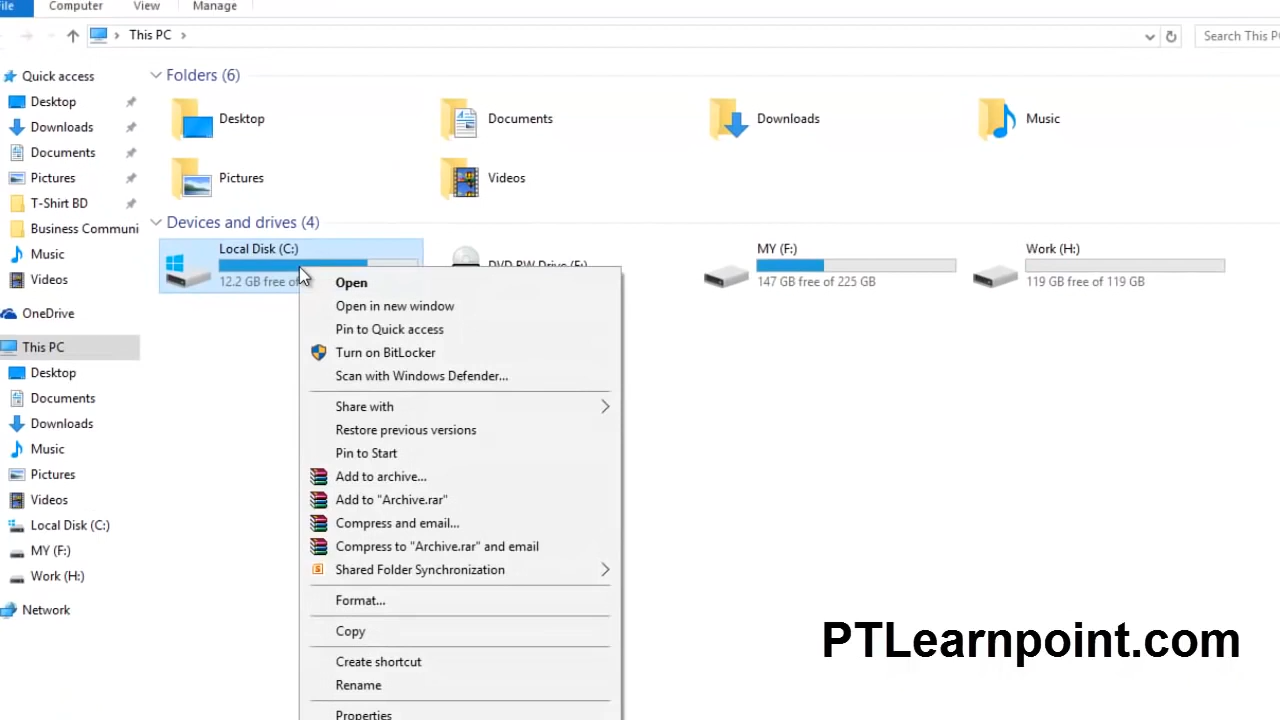 File
Computer
View
Manage
This PC
Search This PC
Quick access
Desktop
Downloads
Documents
Pictures
T-Shirt BD
Business Communi
Music
Videos
OneDrive
This PC
Desktop
Documents
Downloads
Music
Pictures
Videos
Local Disk (C:)
MY (F:)
Work (H:)
Network
Folders (6)
Desktop
Documents
Downloads
Music
Pictures
Videos
Devices and drives (4)
Local Disk (C:)
12.2 GB free of
MY (F:)
147 GB free of 225 GB
Work (H:)
119 GB free of 119 GB
Open
Open in new window
Pin to Quick access
Turn on BitLocker
Scan with Windows Defender...
Share with
Restore previous versions
Pin to Start
Add to archive...
Add to "Archive.rar"
Compress and email...
Compress to "Archive.rar" and email
Shared Folder Synchronization
Format...
Copy
Create shortcut
Rename
Properties
PTLearnpoint.com